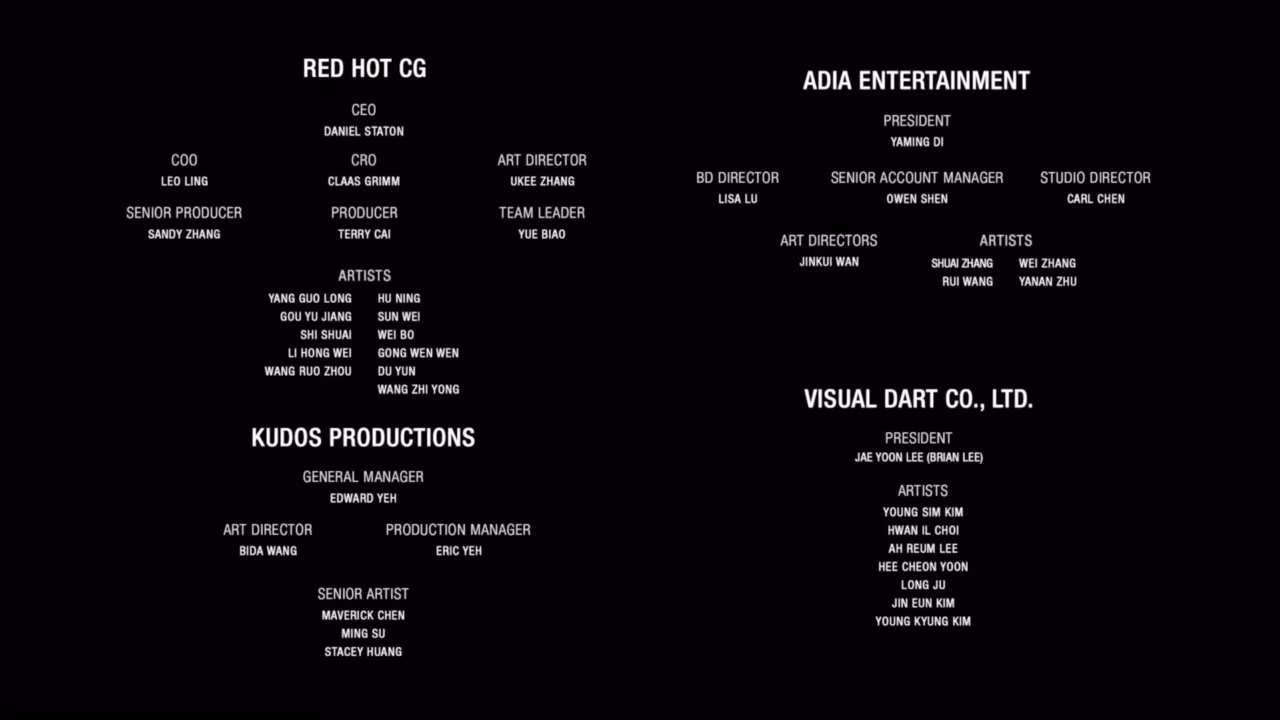 RED HOT CG
CEO
DANIEL STATON
COO CRO ART DIRECTOR
LEO LING CLAAS GRIMM UKEE ZHANG
SENIOR PRODUCER PRODUCER TEAM LEADER
SANDY ZHANG TERRY CAI YUE BIAO
ARTISTS
YANG GUO LONG HU NING
GOU YU JIANG SUN WEI
SHI SHUAI WEI BO
LI HONG WEI GONG WEN WEN
WANG RUO ZHOU DU YUN
WANG ZHI YONG
KUDOS PRODUCTIONS
GENERAL MANAGER
EDWARD YEH
ART DIRECTOR PRODUCTION MANAGER
BIDA WANG ERIC YEH
SENIOR ARTIST
MAVERICK CHEN
MING SU
STACEY HUANG
ADIA ENTERTAINMENT
PRESIDENT
YAMING DI
BD DIRECTOR SENIOR ACCOUNT MANAGER STUDIO DIRECTOR
LISA LU OWEN SHEN CARL CHEN
ART DIRECTORS ARTISTS
JINKUI WAN SHUAI ZHANG WEI ZHANG
RUI WANG YANAN ZHU
VISUAL DART CO., LTD.
PRESIDENT
JAE YOON LEE (BRIAN LEE)
ARTISTS
YOUNG SIM KIM
HWAN IL CHOI
AH REUM LEE
HEE CHEON YOON
LONG JU
JIN EUN KIM
YOUNG KYUNG KIM